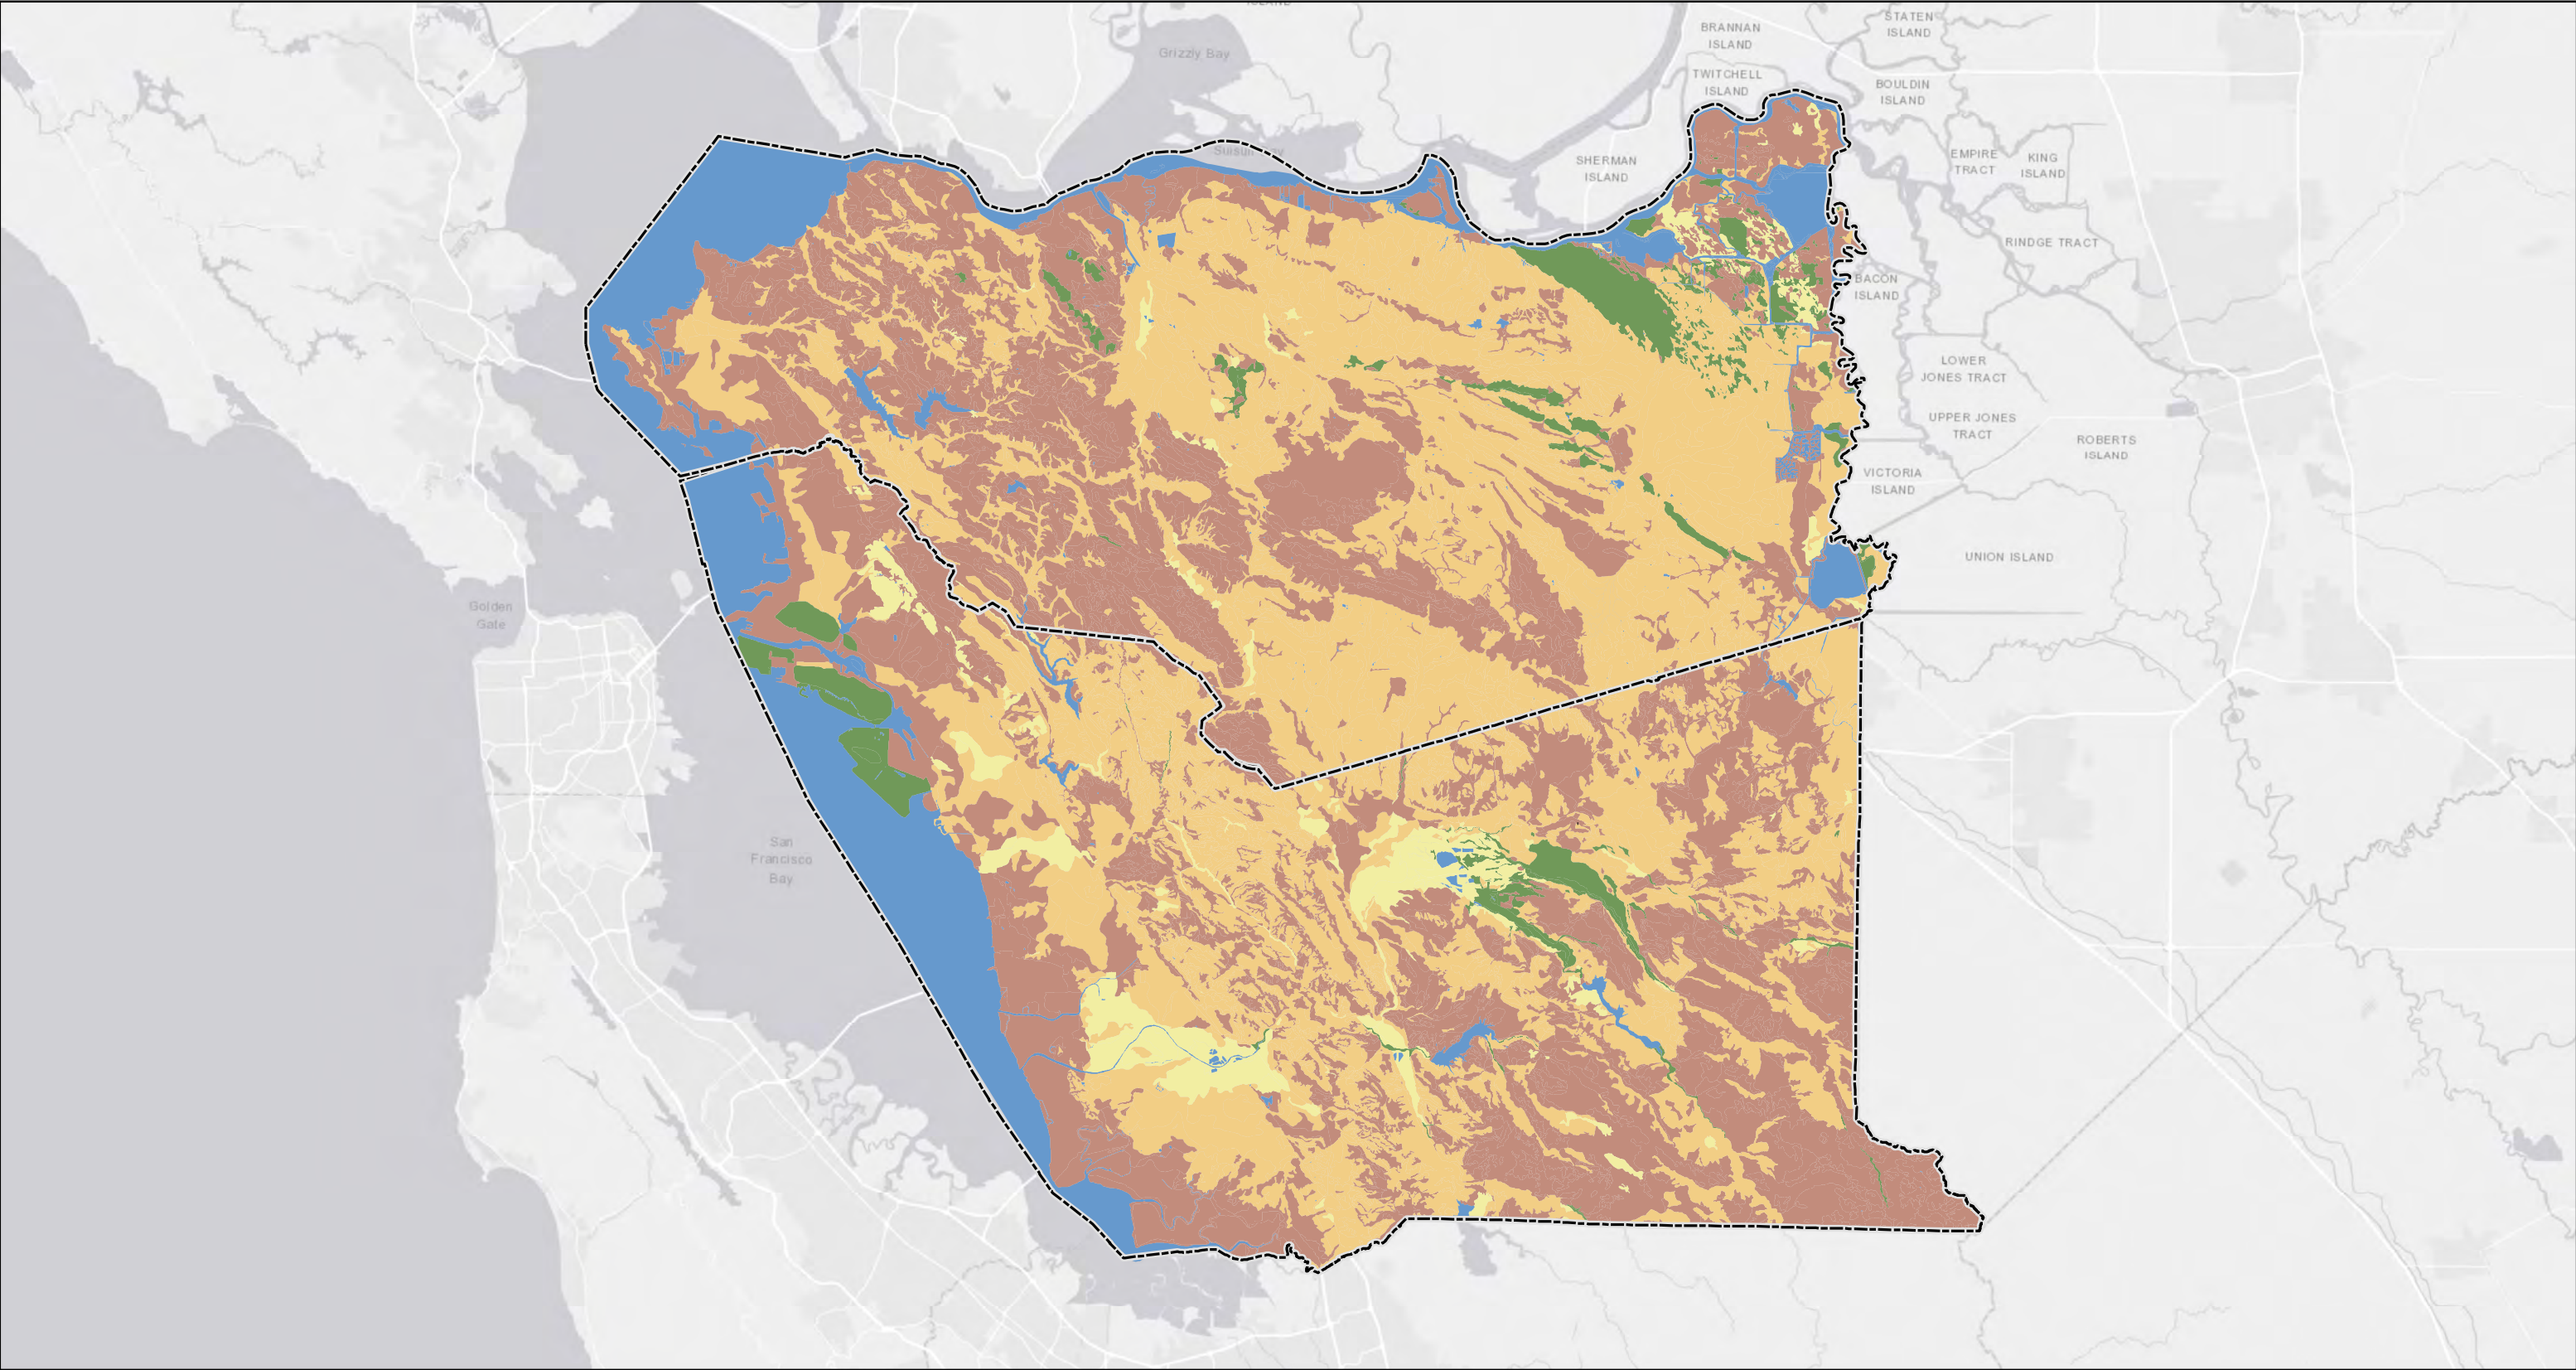 Grizzly Bay
BRANNAN
ISLAND
STATEN
ISLAND
TWITCHELL
ISLAND
BOULDIN
ISLAND
SHERMAN
ISLAND
EMPIRE
TRACT
KING
ISLAND
RINDGE TRACT
BACON
ISLAND
LOWER
JONES TRACT
UPPER JONES
TRACT
ROBERTS
ISLAND
VICTORIA
ISLAND
UNION ISLAND
Golden
Gate
San
Francisco
Bay